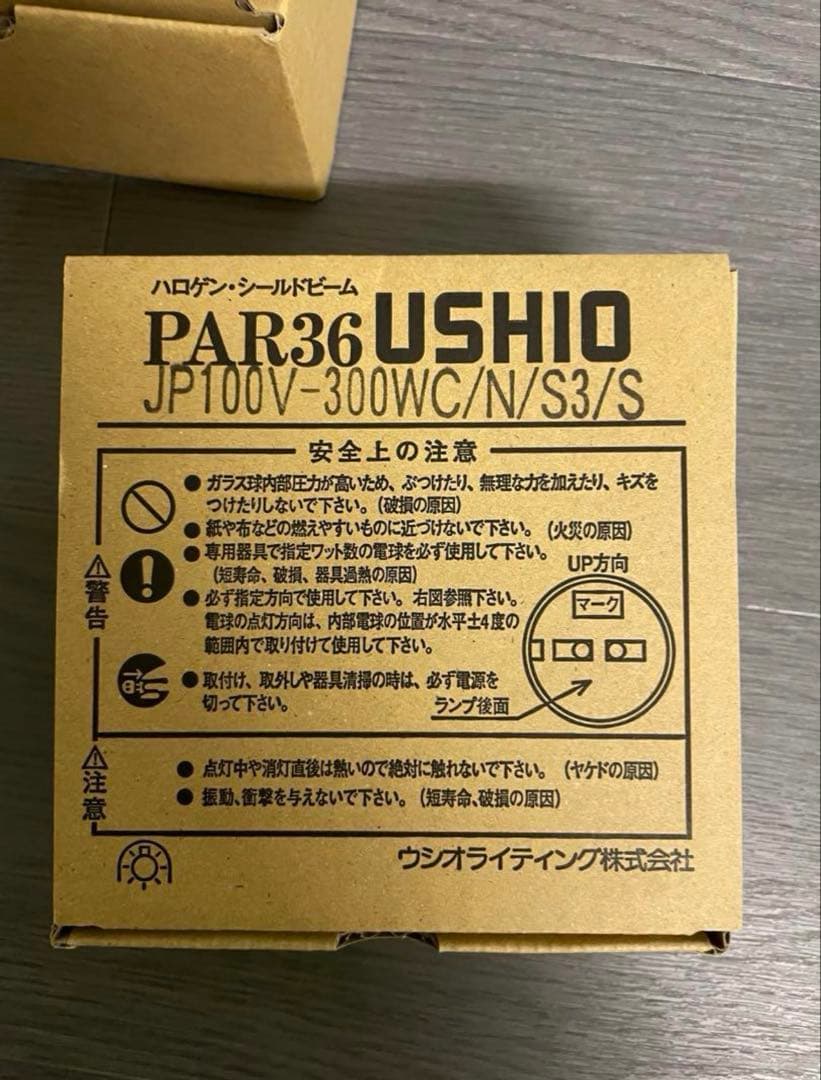 ハロゲン・シールドビーム
PAR36 USHIO
JP100V-300WC/N/S3/S
安全上の注意
⚠警告
● ガラス球内部圧力が高いため、ぶつけたり、無理な力を加えたり、キズを
つけたりしないで下さい。(破損の原因)
● 紙や布などの燃えやすいものに近づけないで下さい。(火災の原因)
● 専用器具で指定ワット数の電球を必ず使用して下さい。
(短寿命、破損、器具過熱の原因)
● 必ず指定方向で使用して下さい。右図参照下さい。
電球の点灯方向は、内部電球の位置が水平±4度の
範囲内で取り付けて使用して下さい。
● 取付け、取外しや器具清掃の時は、必ず電源を
切って下さい。
UP方向
マーク
ランプ後面
⚠注意
● 点灯中や消灯直後は熱いので絶対に触れないで下さい。(ヤケドの原因)
● 振動、衝撃を与えないで下さい。(短寿命、破損の原因)
ウシオライティング株式会社